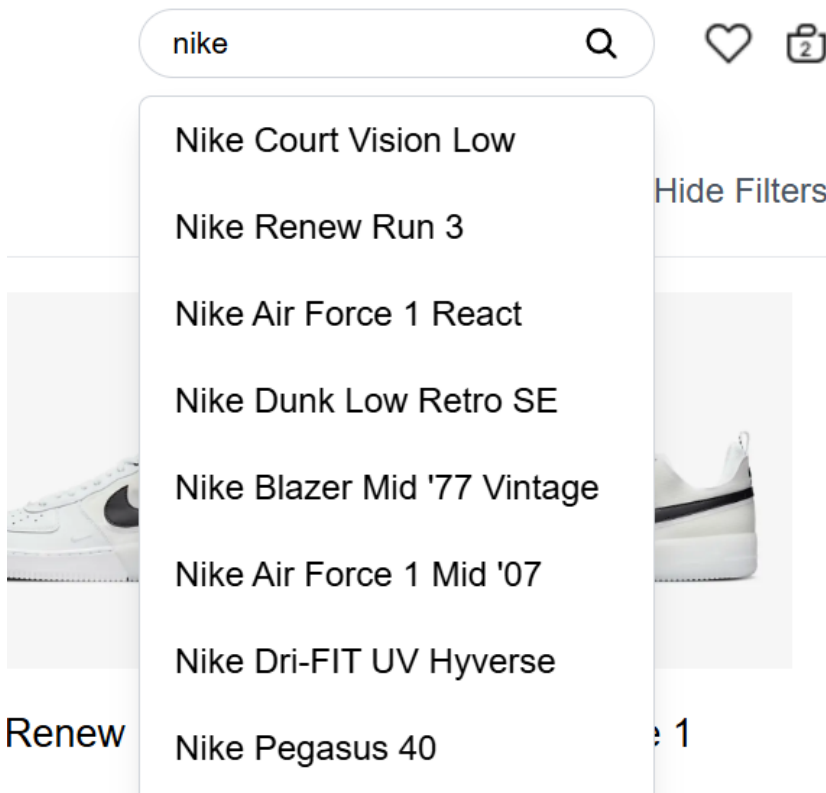 nike
2
Nike Court Vision Low
Hide Filters
Nike Renew Run 3
Nike Air Force 1 React
Nike Dunk Low Retro SE
Nike Blazer Mid '77 Vintage
Nike Air Force 1 Mid '07
Nike Dri-FIT UV Hyverse
Renew
1
Nike Pegasus 40